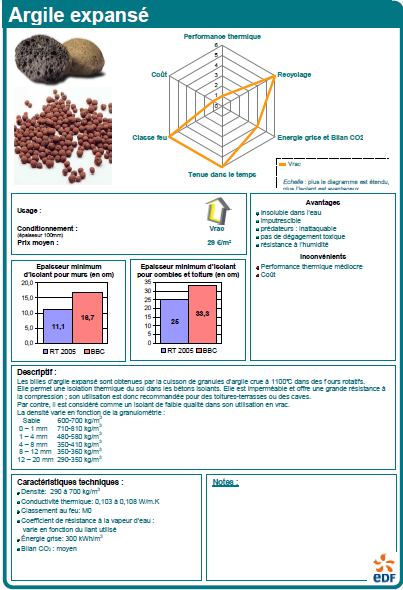 Argile expansé
Performance thermique
6
5
4
3
2
1
0
Coût
Recyolage
Classe feu
Energie grise et Bilan CO2
Tenue dans le temps
Vrac
Echelle : plus le diagramme est étendu,
plus l'isolant est avantageux
Usage :
Conditionnement :
(épaisseur 100mm)
Vrac
Prix moyen :
29 €/m²
Avantages
insoluble dans l'eau
imputrescible
prédateurs : inattaquable
pas de dégagement toxique
résistance à l'humidité
Inconvénients
Performance thermique médiocre
Coût
Epaisseur minimum
d'isolant pour murs (en om)
20,0
15,0
10,0
5,0
0,0
11,1
16,7
RT 2005
BBC
Epaisseur minimum d'isolant
pour combles et toiture (en om)
35
30
25
20
15
10
5
0
25
33,3
RT 2005
BBC
Descriptif :
Les billes d'argile expansé sont obtenues par la cuisson de granules d'argile crue à 1100°C dans des fours rotatifs.
Elle permet une isolation thermique du sol dans les bétons isolants. Elle est imperméable et offre une grande résistance à
la compression ; son utilisation est donc recommandée pour des toitures-terrasses ou des caves.
Par contre, il est considéré comme un isolant de faible qualité dans son utilisation en vrac.
La densité varie en fonction de la granulométrie :
Sable 600-700 kg/m³
0 – 1 mm 710-810 kg/m³
1 – 4 mm 480-580 kg/m³
4 – 8 mm 350-410 kg/m³
8 – 12 mm 350-360 kg/m³
12 – 20 mm 290-350 kg/m³
Caractéristiques techniques :
Densité: 290 à 700 kg/m³
Conductivité thermique: 0,103 à 0,108 W/m.K
Classement au feu: M0
Coefficient de résistance à la vapeur d'eau :
varie en fonction du liant utilisé
Énergie grise: 300 kWh/m³
Bilan CO₂ : moyen
Notes :
eDF